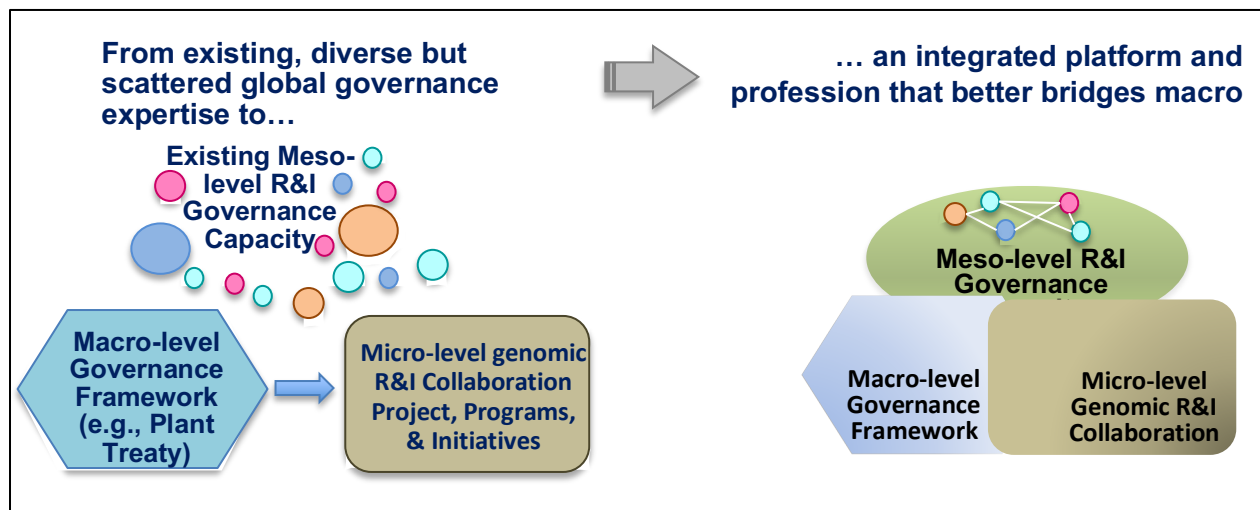 From existing, diverse but
scattered global governance
expertise to…
… an integrated platform and
profession that better bridges macro
Existing Meso-
level R&I
Governance
Capacity
Macro-level
Governance
Framework
(e.g., Plant
Treaty)
Micro-level genomic
R&I Collaboration
Project, Programs,
& Initiatives
Meso-level R&I
Governance
Macro-level
Governance
Framework
Micro-level
Genomic R&I
Collaboration